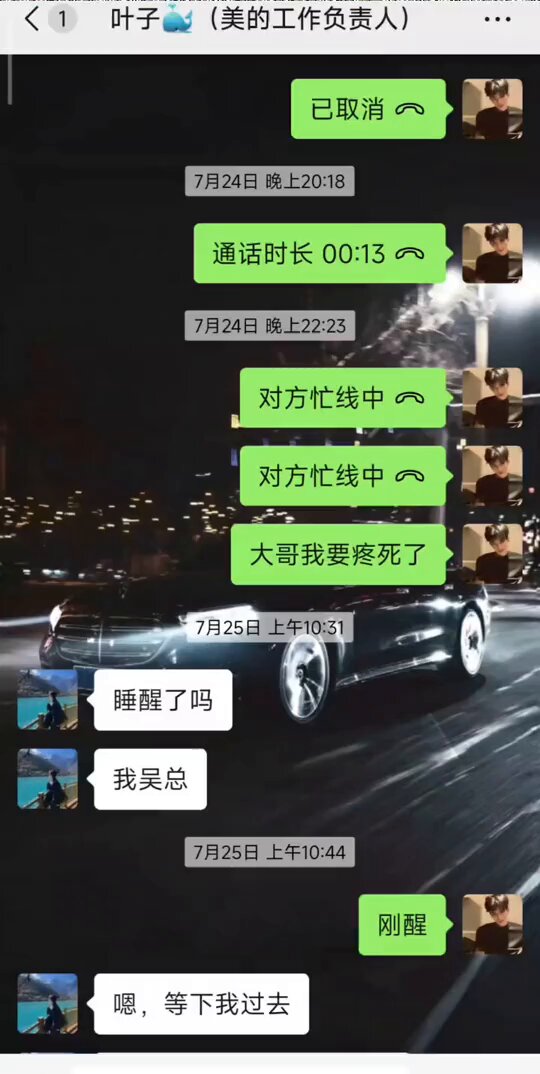 1 叶子🐳（美的工作负责人）
已取消
7月24日 晚上20:18
通话时长 00:13
7月24日 晚上22:23
对方忙线中
对方忙线中
大哥我要疼死了
7月25日 上午10:31
睡醒了吗
我吴总
7月25日 上午10:44
刚醒
嗯，等下我过去